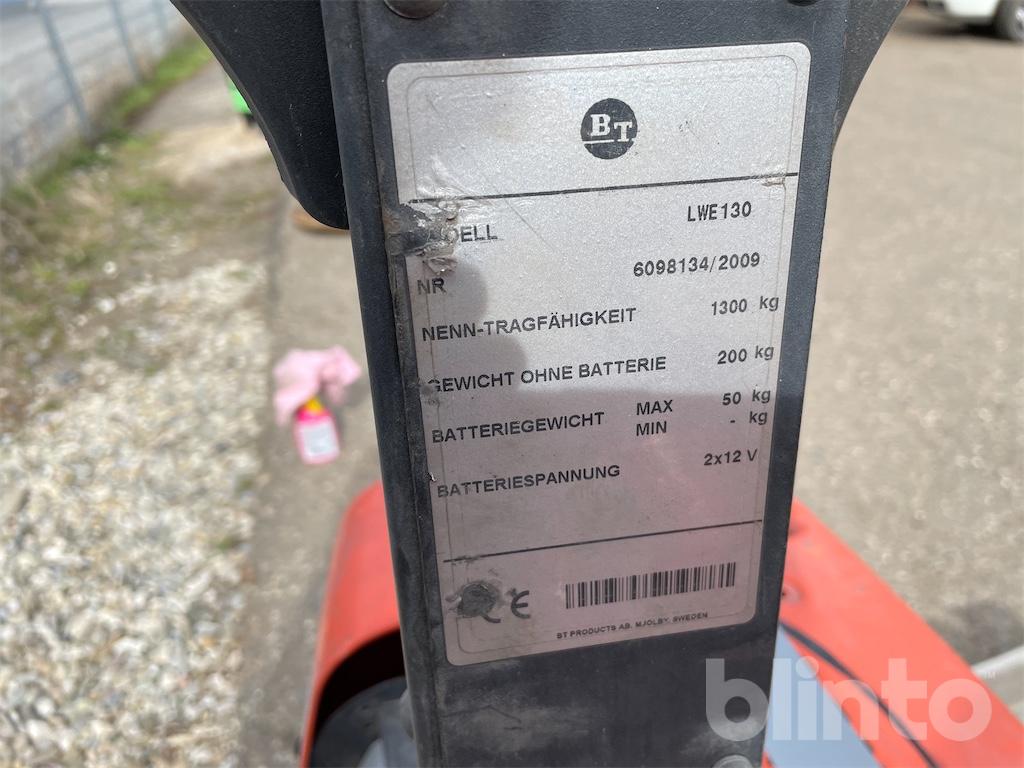 BT
LWE130
NR 6098134/2009
NENN-TRAGFÄHIGKEIT 1300 kg
GEWICHT OHNE BATTERIE 200 kg
BATTERIEGEWICHT MAX 50 kg
MIN - kg
BATTERIESPANNUNG 2x12 V
CE
BT PRODUCTS AB, MJOLBY, SWEDEN
blinto